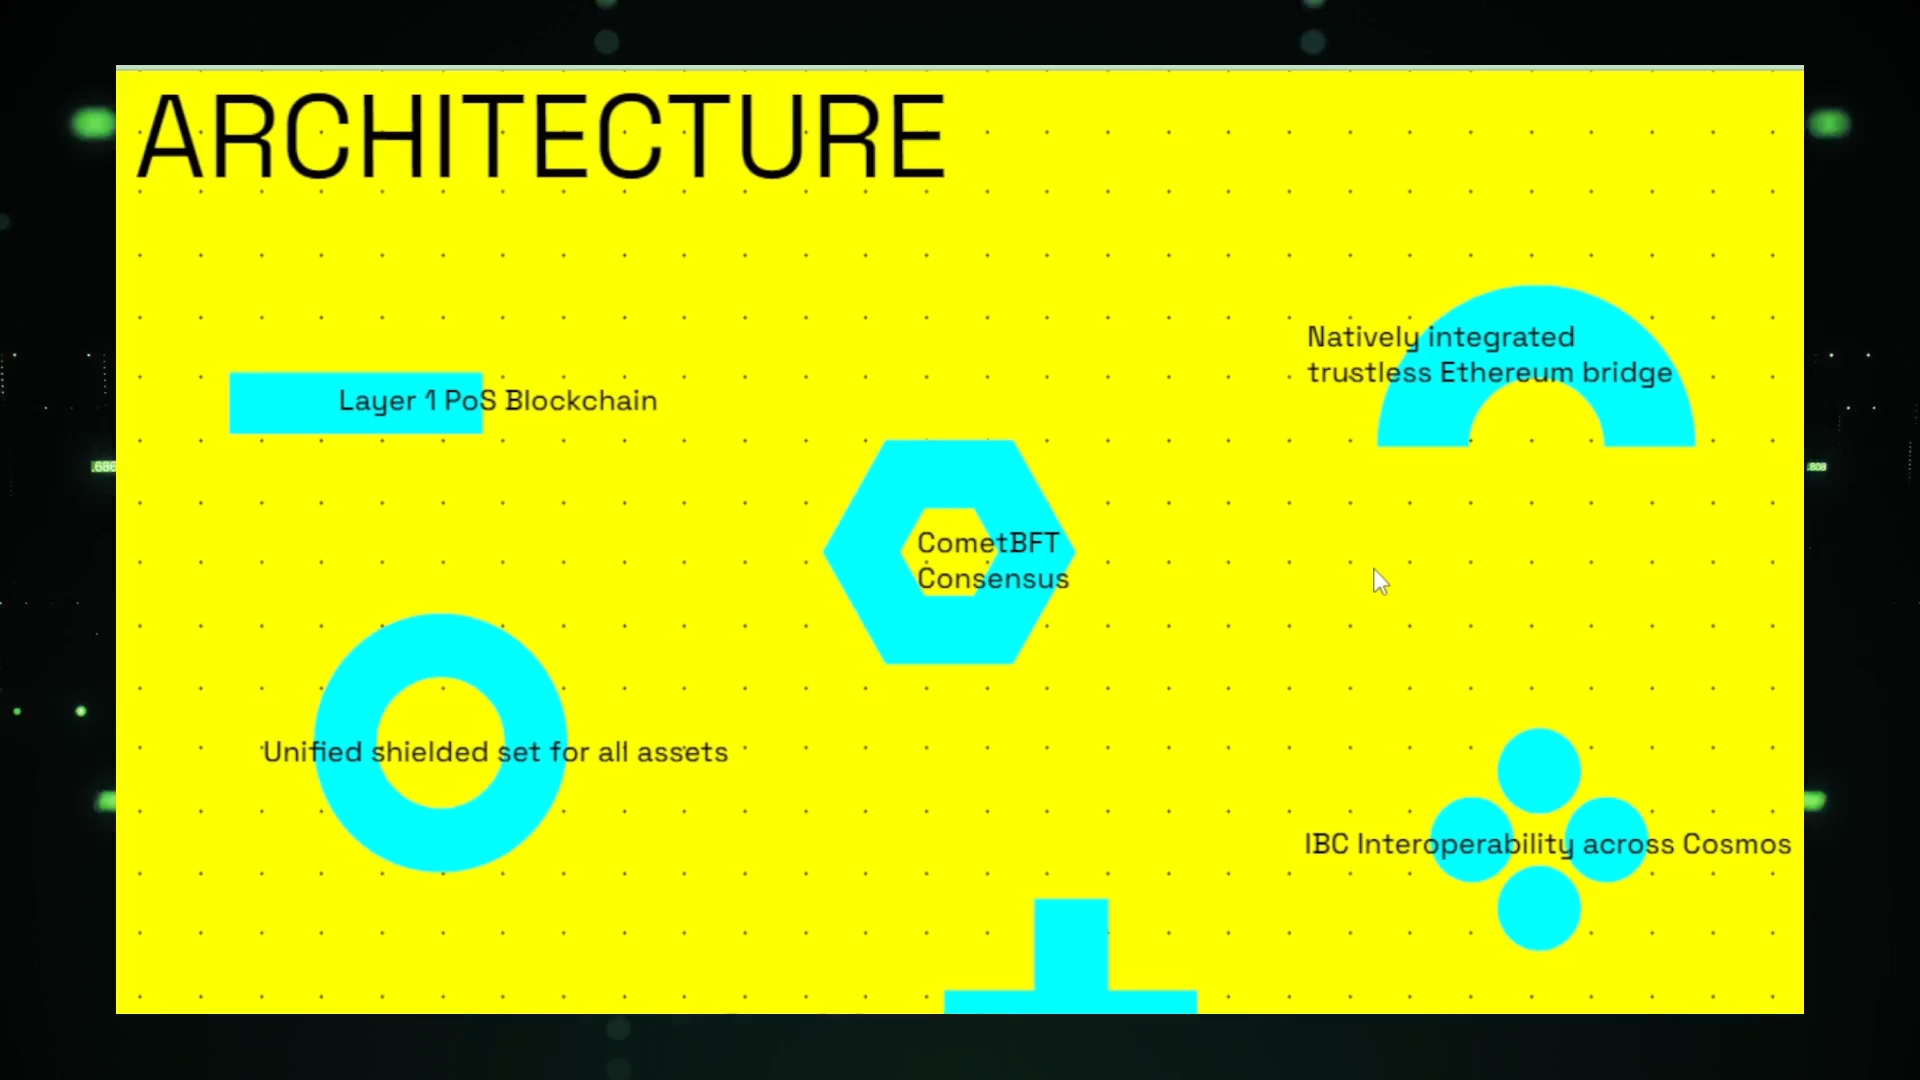 ARCHITECTURE
Natively integrated
trustless Ethereum bridge
Layer 1 PoS Blockchain
CometBFT
Consensus
Unified shielded set for all assets
IBC Interoperability across Cosmos